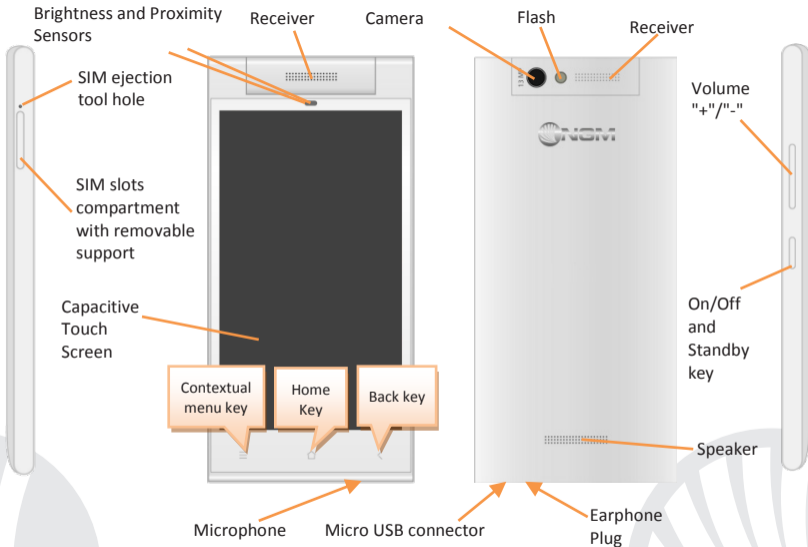 Brightness and Proximity
Sensors
Receiver
Camera
Flash
Receiver
SIM ejection
tool hole
Volume
"+"/"-"
13 M
NGM
SIM slots
compartment
with removable
support
Capacitive
Touch
Screen
On/Off
and
Standby
key
Contextual
menu key
Home
Key
Back key
Speaker
Microphone
Micro USB connector
Earphone
Plug